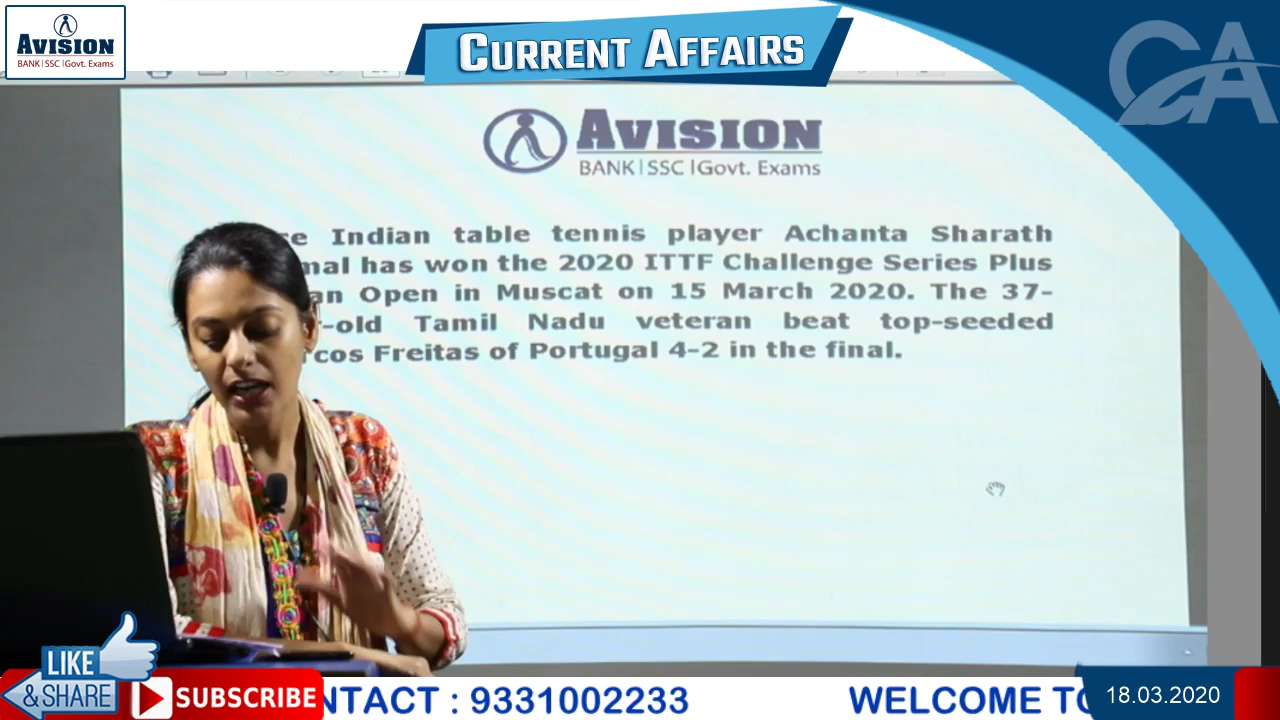 AVISION
BANK | SSC | Govt. Exams
CURRENT AFFAIRS
CA
AVISION
BANK | SSC | Govt. Exams
Indian table tennis player Achanta Sharath
has won the 2020 ITTF Challenge Series Plus
Open in Muscat on 15 March 2020. The 37-
-old Tamil Nadu veteran beat top-seeded
Freitas of Portugal 4-2 in the final.
LIKE
& SHARE
SUBSCRIBE
NTACT : 9331002233
WELCOME TO
18.03.2020